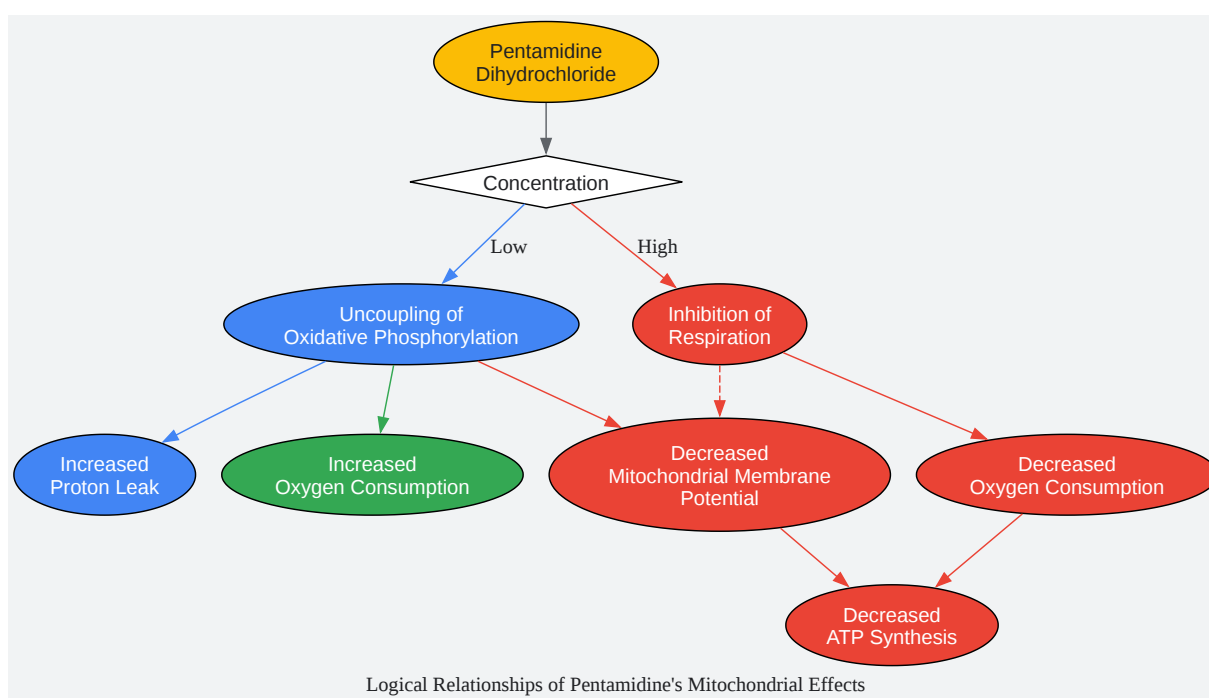 Pentamidine
Dihydrochloride
Concentration
Low
High
Uncoupling of
Oxidative Phosphorylation
Inhibition of
Respiration
Increased
Proton Leak
Increased
Oxygen Consumption
Decreased
Mitochondrial Membrane
Potential
Decreased
Oxygen Consumption
Decreased
ATP Synthesis
Logical Relationships of Pentamidine's Mitochondrial Effects